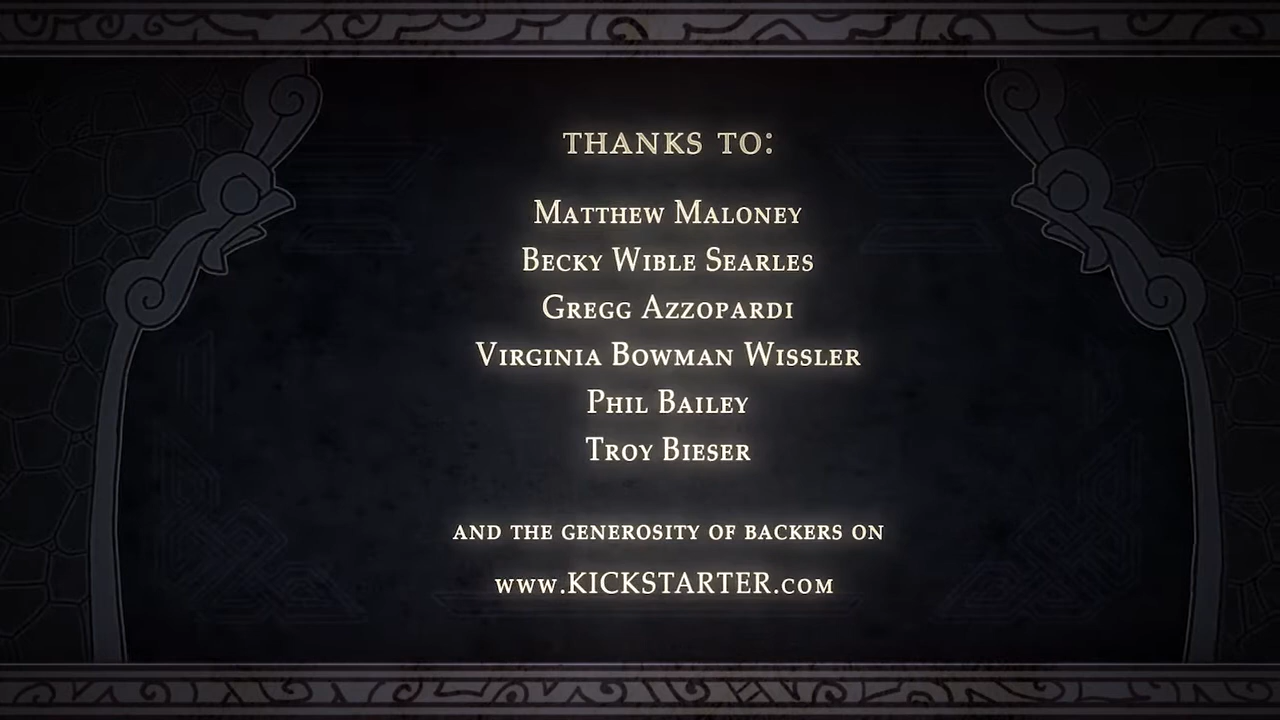 THANKS TO:
MATTHEW MALONEY
BECKY WIBLE SEARLES
GREGG AZZOPARDI
VIRGINIA BOWMAN WISSLER
PHIL BAILEY
TROY BIESER
AND THE GENEROSITY OF BACKERS ON
WWW.KICKSTARTER.COM